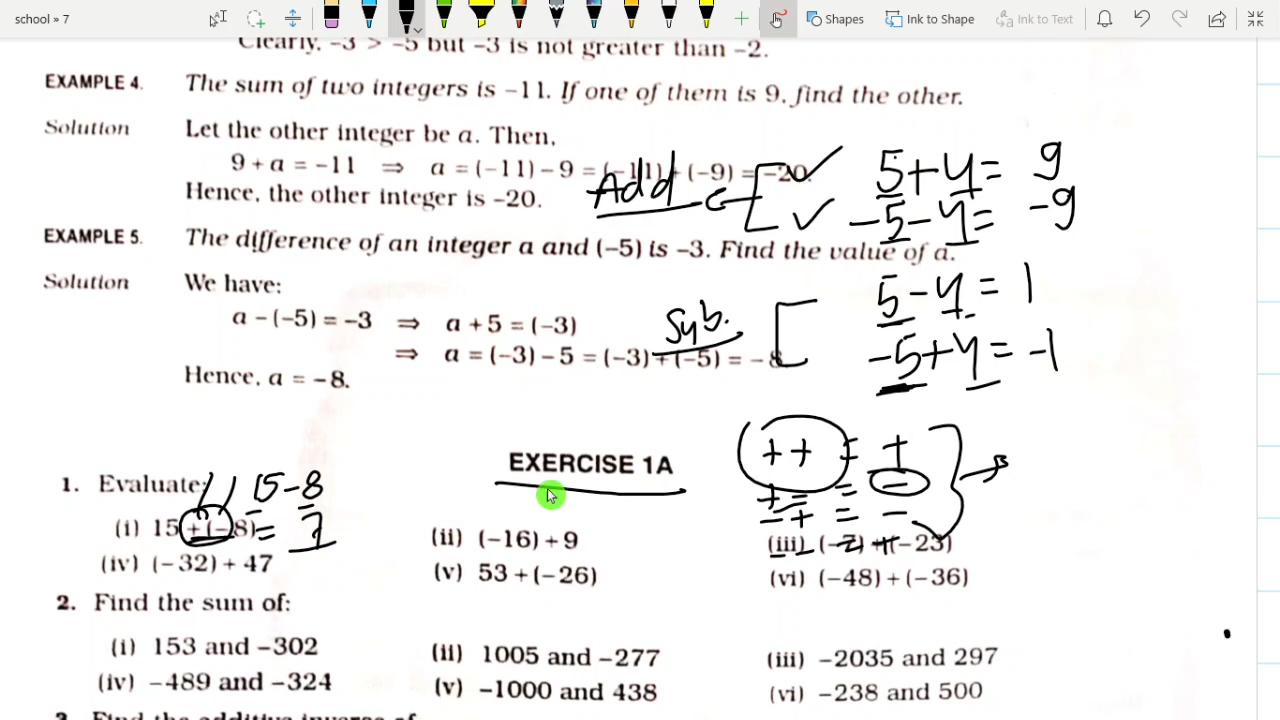 school » 7
Shapes
Ink to Shape
Ink to Text
Clearly, −3 > −5 but −3 is not greater than −2.
EXAMPLE 4. The sum of two integers is −11. If one of them is 9, find the other.
Solution Let the other integer be a. Then,
9 + a = −11 ⇒ a = (−11) − 9 = (−11) + (−9) = −20.
Hence, the other integer is −20.
Add
5+4= 9
−5−4= −9
EXAMPLE 5. The difference of an integer a and (−5) is −3. Find the value of a.
Solution We have:
a − (−5) = −3 ⇒ a + 5 = (−3)
⇒ a = (−3) − 5 = (−3) + (−5) = −8
Hence, a = −8.
Sub.
5−4= 1
−5+4= −1
EXERCISE 1A
++ = +
+− = −
−+ = −
1. Evaluate:
15−8
(i) 15 + (−8) = 7
(ii) (−16) + 9
(iii) (−7) + (−23)
(iv) (−32) + 47
(v) 53 + (−26)
(vi) (−48) + (−36)
2. Find the sum of:
(i) 153 and −302
(ii) 1005 and −277
(iii) −2035 and 297
(iv) −489 and −324
(v) −1000 and 438
(vi) −238 and 500
3. Find the additive inverse of